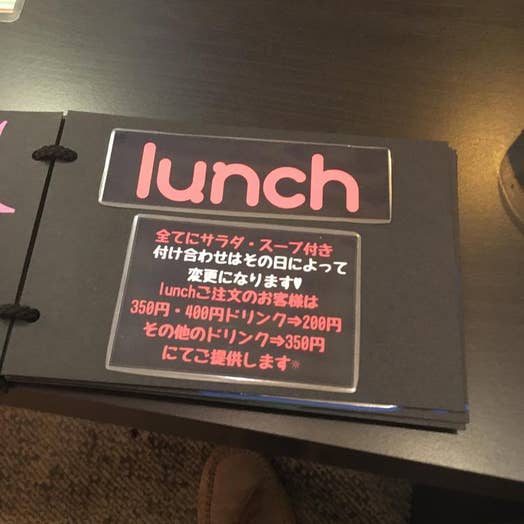 lunch
全てにサラダ・スープ付き
付け合わせはその日によって
変更になります♥
lunchご注文のお客様は
350円・400円ドリンク⇒200円
その他のドリンク⇒350円
にてご提供します☀